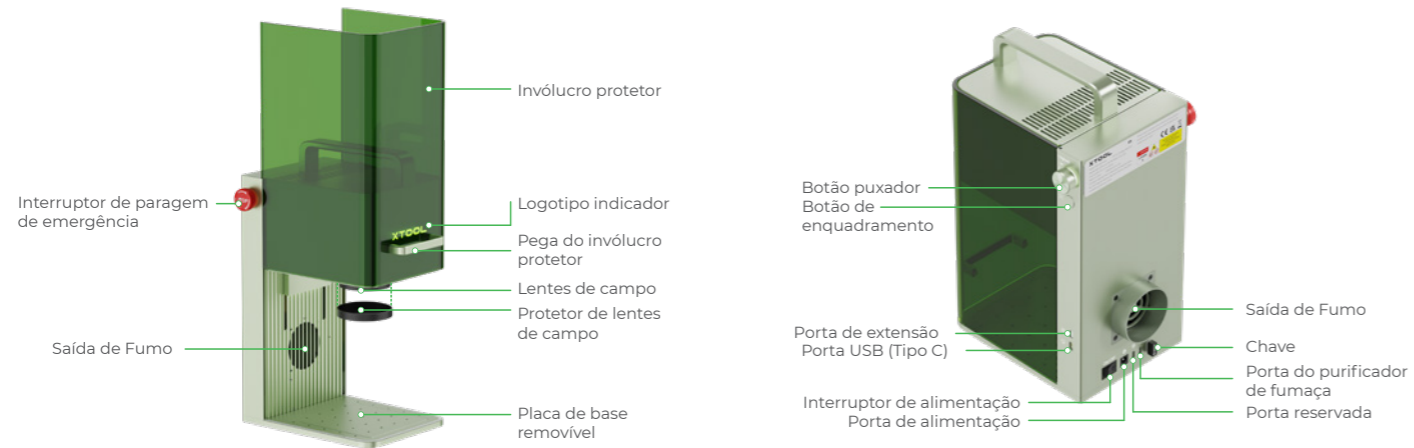 Invólucro protetor
Interruptor de paragem
de emergência
Logotipo indicador
XTOOL
Pega do invólucro
protetor
Lentes de campo
Protetor de lentes
de campo
Saída de Fumo
Placa de base
removível
XTOOL
Botão puxador
Botão de
enquadramento
Saída de Fumo
Porta de extensão
Porta USB (Tipo C)
Chave
Porta do purificador
de fumaça
Interruptor de alimentação
Porta reservada
Porta de alimentação